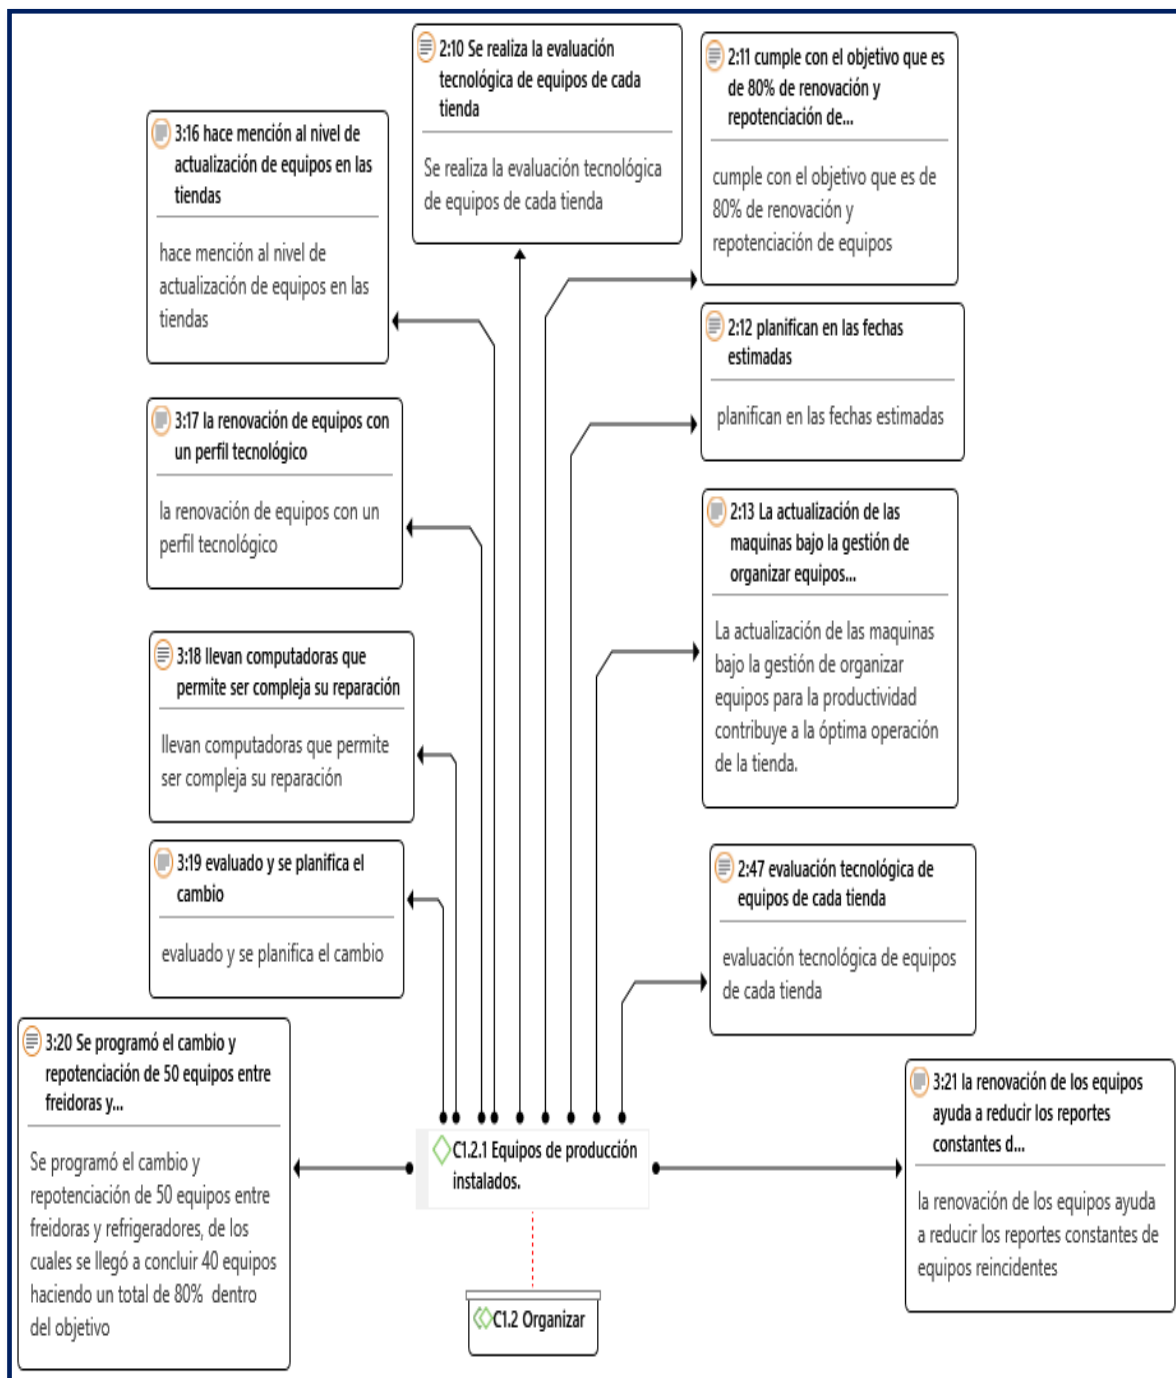 2:10 Se realiza la evaluación
tecnológica de equipos de cada
tienda
Se realiza la evaluación tecnológica
de equipos de cada tienda
2:11 cumple con el objetivo que es
de 80% de renovación y
repotenciación de...
cumple con el objetivo que es de
80% de renovación y
repotenciación de equipos
3:16 hace mención al nivel de
actualización de equipos en las
tiendas
hace mención al nivel de
actualización de equipos en las
tiendas
2:12 planifican en las fechas
estimadas
planifican en las fechas estimadas
3:17 la renovación de equipos con
un perfil tecnológico
la renovación de equipos con un
perfil tecnológico
2:13 La actualización de las
maquinas bajo la gestión de
organizar equipos...
La actualización de las maquinas
bajo la gestión de organizar
equipos para la productividad
contribuye a la óptima operación
de la tienda.
3:18 llevan computadoras que
permite ser compleja su reparación
llevan computadoras que permite
ser compleja su reparación
3:19 evaluado y se planifica el
cambio
evaluado y se planifica el cambio
2:47 evaluación tecnológica de
equipos de cada tienda
evaluación tecnológica de equipos
de cada tienda
3:20 Se programó el cambio y
repotenciación de 50 equipos entre
freidoras y...
Se programó el cambio y
repotenciación de 50 equipos entre
freidoras y refrigeradores, de los
cuales se llegó a concluir 40 equipos
haciendo un total de 80% dentro
del objetivo
3:21 la renovación de los equipos
ayuda a reducir los reportes
constantes d...
la renovación de los equipos ayuda
a reducir los reportes constantes de
equipos reincidentes
C1.2.1 Equipos de producción
instalados.
C1.2 Organizar